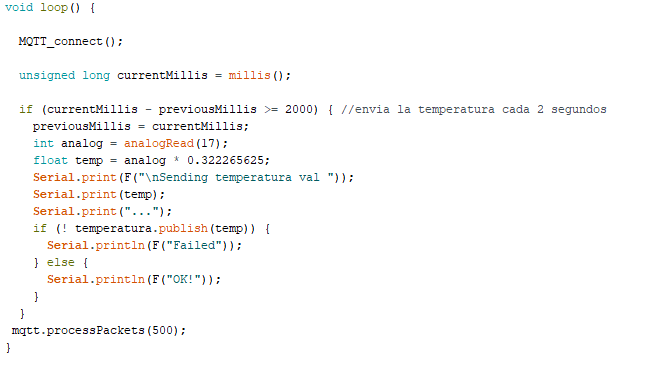 void loop() {
MQTT_connect();
unsigned long currentMillis = millis();
if (currentMillis - previousMillis >= 2000) { //envia la temperatura cada 2 segundos
previousMillis = currentMillis;
int analog = analogRead(17);
float temp = analog * 0.322265625;
Serial.print(F("\nSending temperatura val "));
Serial.print(temp);
Serial.print("...");
if (! temperatura.publish(temp)) {
Serial.println(F("Failed"));
} else {
Serial.println(F("OK!"));
}
}
mqtt.processPackets(500);
}